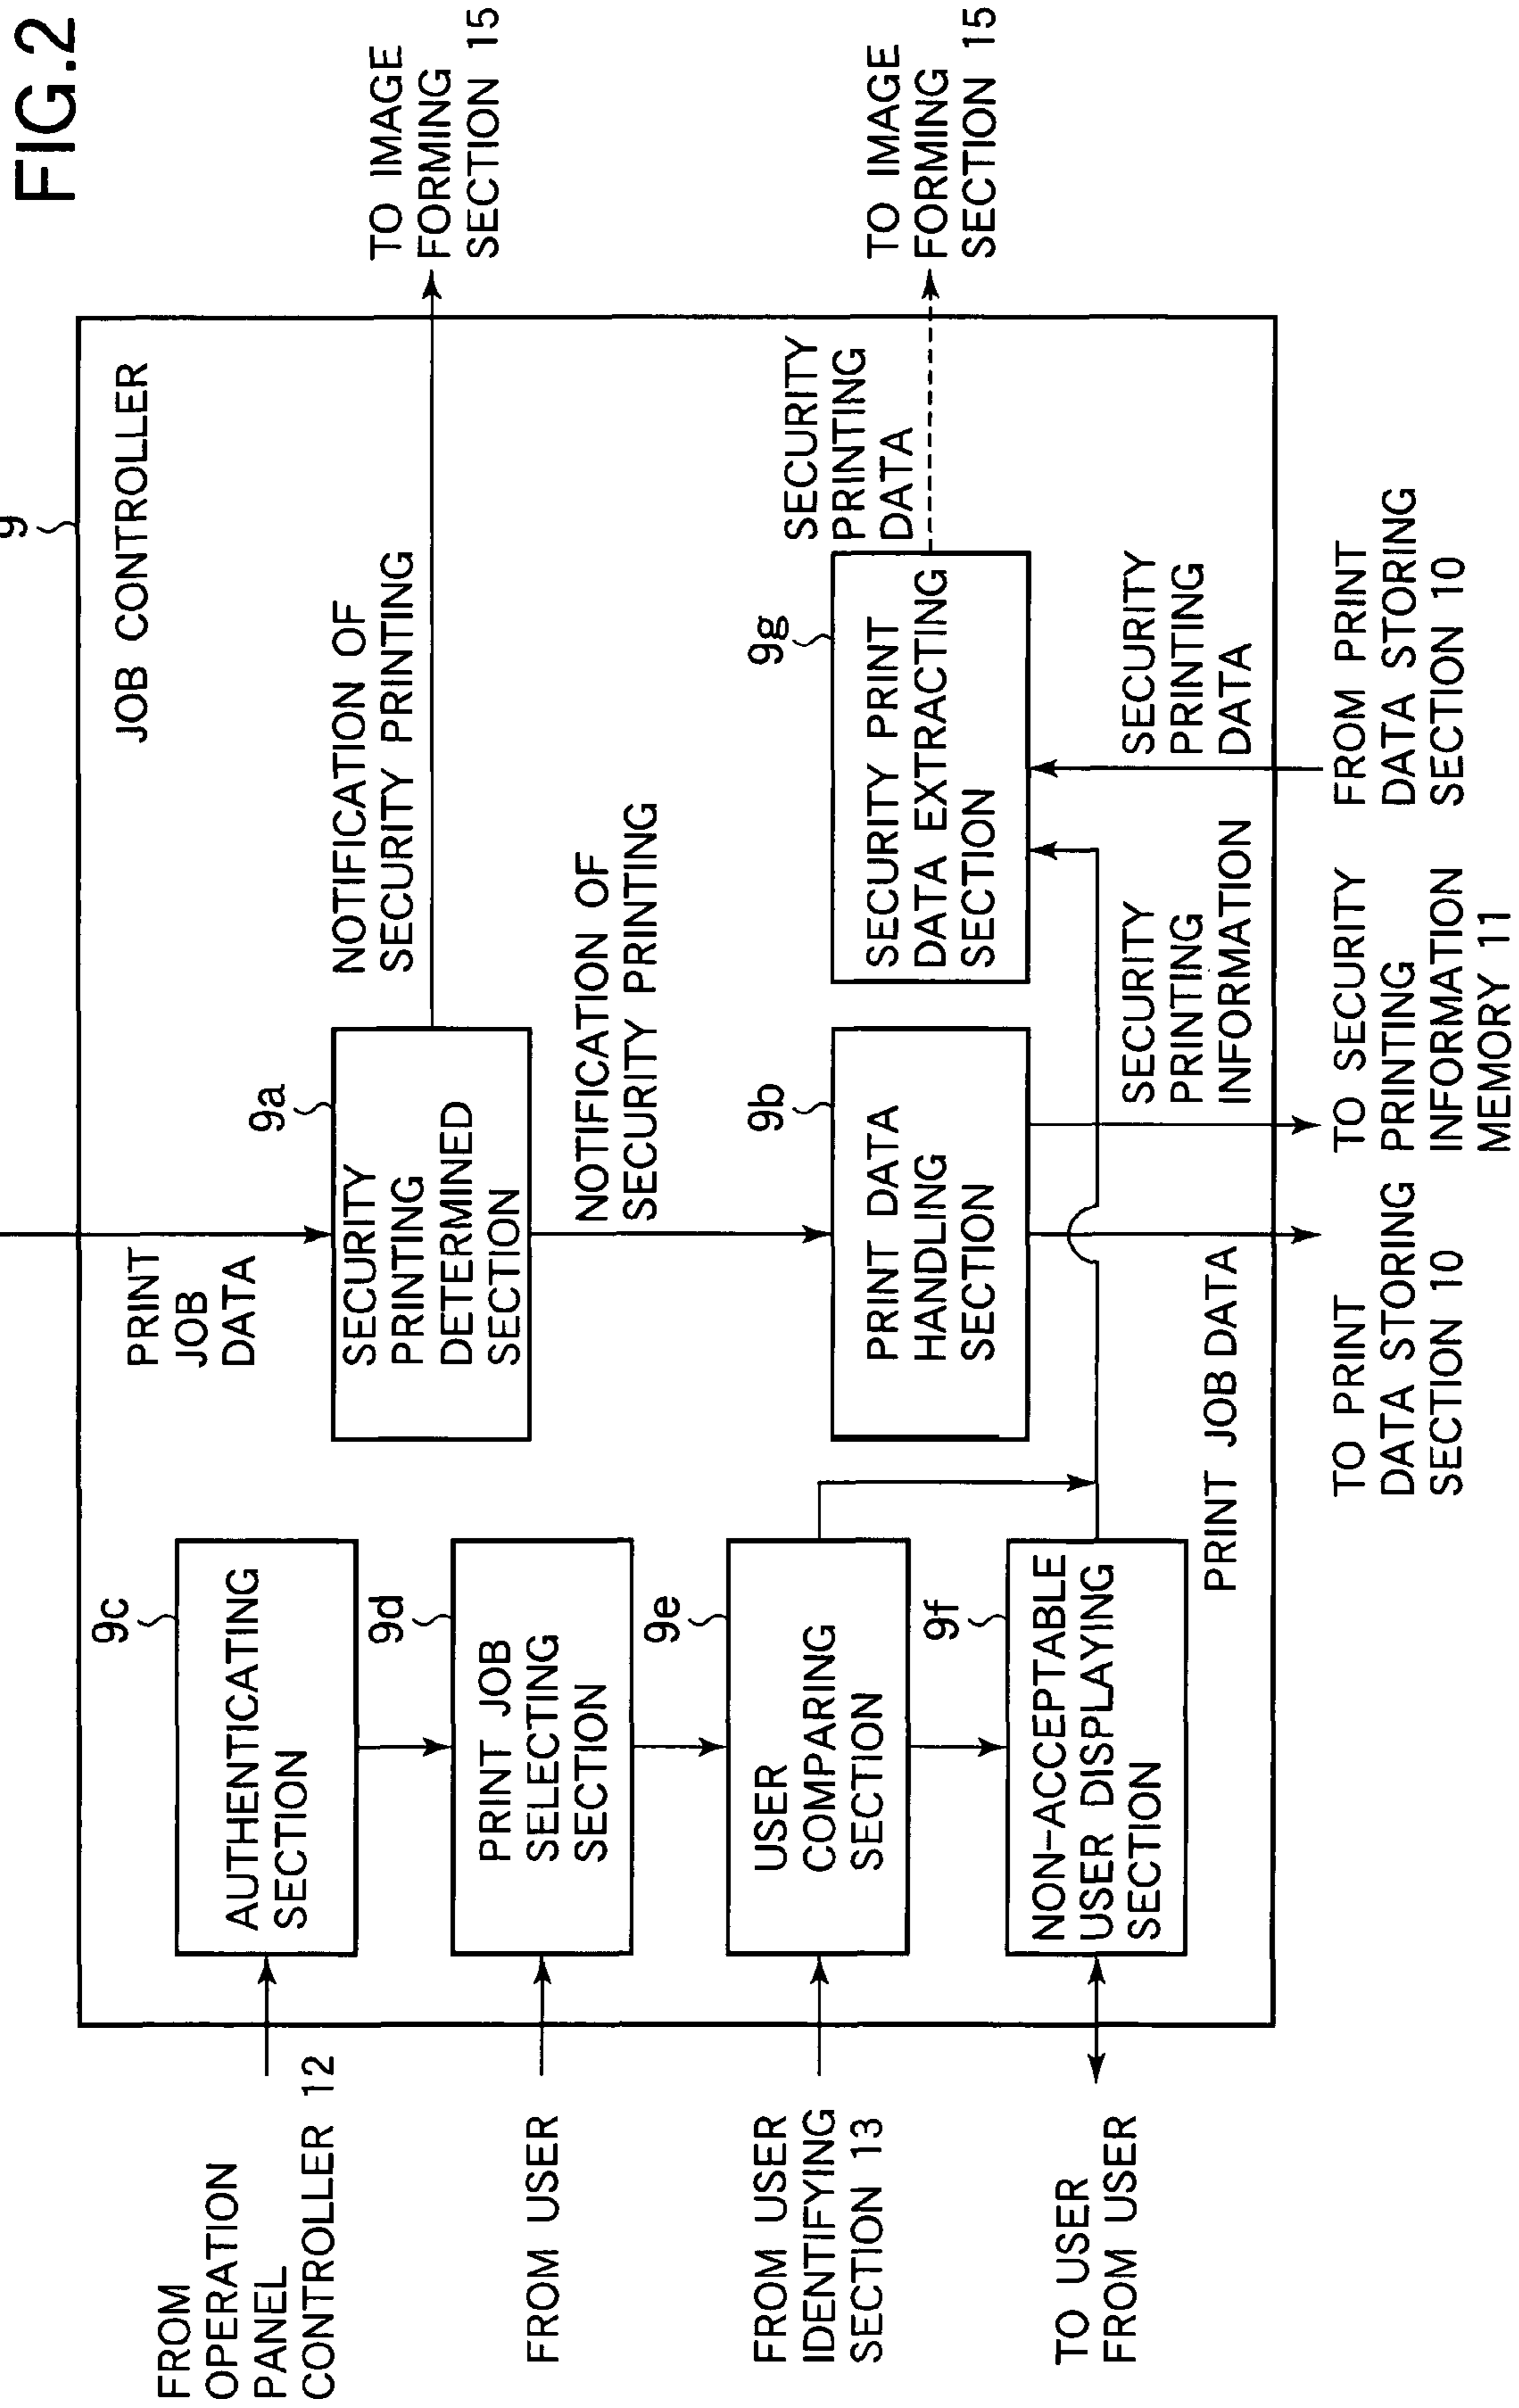 FIG.2
9
JOB CONTROLLER
FROM
OPERATION
PANEL
CONTROLLER 12
9c
AUTHENTICATING
SECTION
PRINT
JOB
DATA
9a
SECURITY
PRINTING
DETERMINED
SECTION
NOTIFICATION OF
SECURITY PRINTING
TO IMAGE
FORMING
SECTION 15
FROM USER
9d
PRINT JOB
SELECTING
SECTION
NOTIFICATION OF
SECURITY PRINTING
FROM USER
IDENTIFYING
SECTION 13
9e
USER
COMPARING
SECTION
9b
PRINT DATA
HANDLING
SECTION
9g
SECURITY PRINT
DATA EXTRACTING
SECTION
SECURITY
PRINTING
DATA
TO IMAGE
FORMING
SECTION 15
TO USER
FROM USER
9f
NON-ACCEPTABLE
USER DISPLAYING
SECTION
PRINT JOB DATA
SECURITY
PRINTING
INFORMATION
SECURITY
PRINTING
DATA
TO PRINT
DATA STORING
SECTION 10
TO SECURITY
PRINTING
INFORMATION
MEMORY 11
FROM PRINT
DATA STORING
SECTION 10